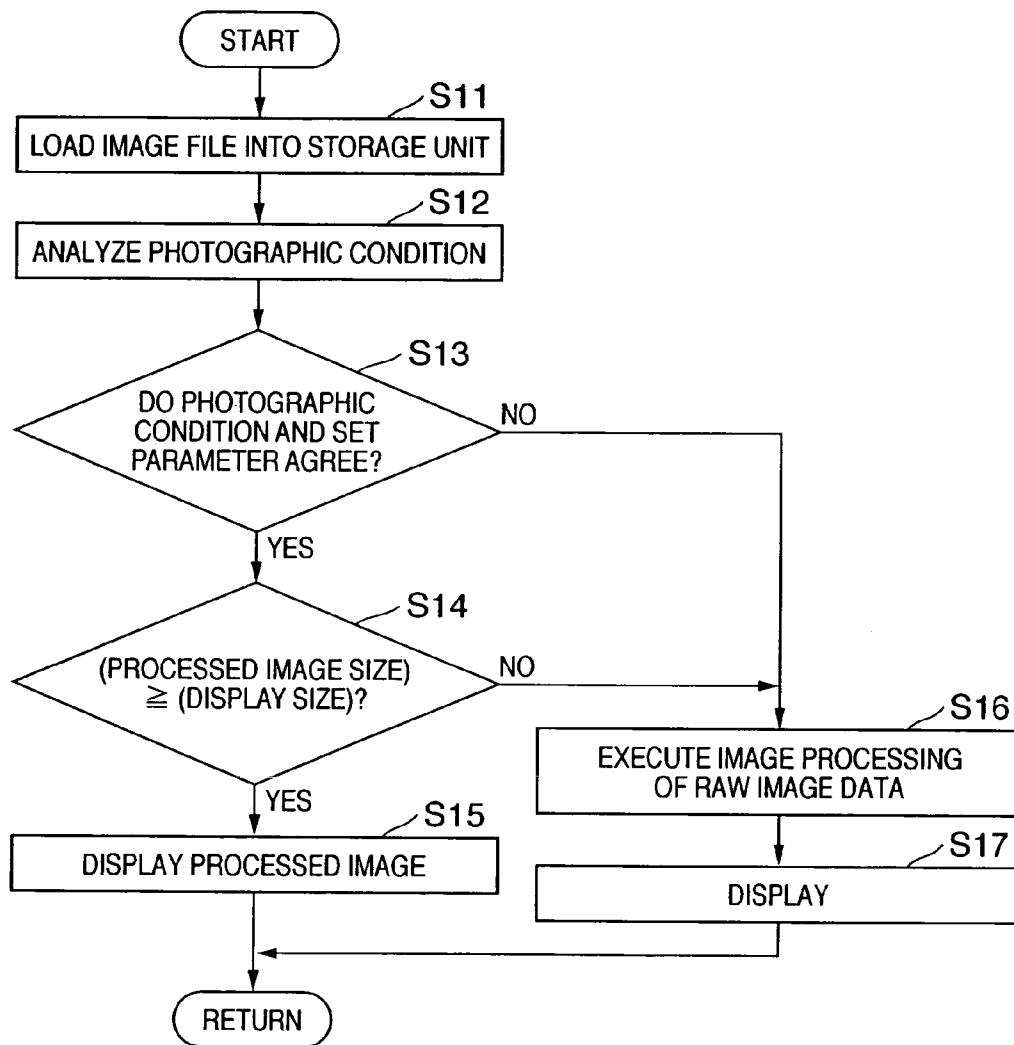 START
S11
LOAD IMAGE FILE INTO STORAGE UNIT
S12
ANALYZE PHOTOGRAPHIC CONDITION
S13
DO PHOTOGRAPHIC
CONDITION AND SET
PARAMETER AGREE?
NO
YES
S14
(PROCESSED IMAGE SIZE)
≧ (DISPLAY SIZE)?
NO
YES
S15
DISPLAY PROCESSED IMAGE
S16
EXECUTE IMAGE PROCESSING
OF RAW IMAGE DATA
S17
DISPLAY
RETURN